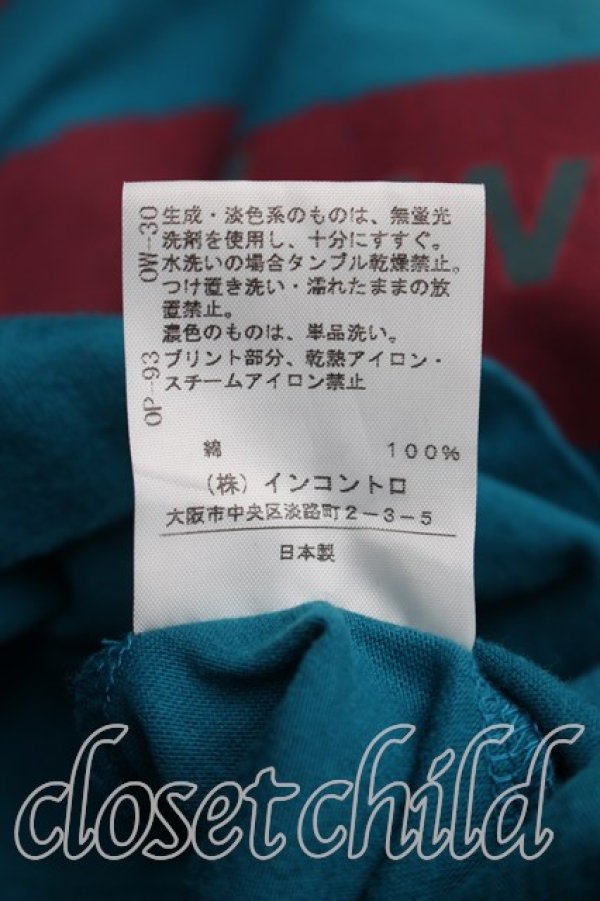 OW-30
生成・淡色系のものは、無蛍光
洗剤を使用し、十分にすすぐ。
水洗いの場合タンブル乾燥禁止。
つけ置き洗い・濡れたままの放
置禁止。
濃色のものは、単品洗い。
OP-93
プリント部分、乾熱アイロン・
スチームアイロン禁止
綿 100%
(株)インコントロ
大阪市中央区淡路町2-3-5
日本製
closet child